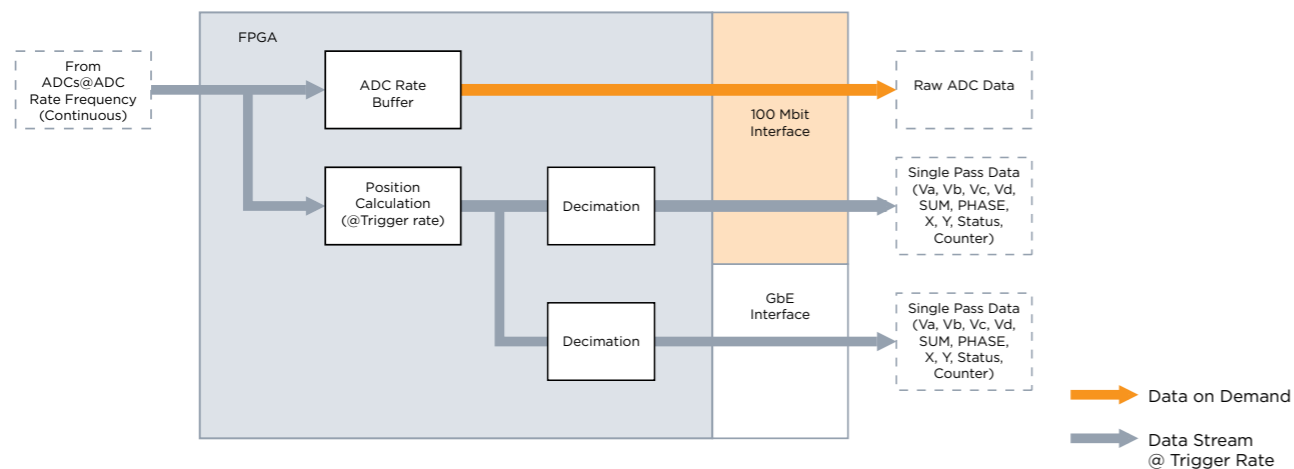 FPGA
From
ADCs@ADC
Rate Frequency
(Continuous)
ADC Rate
Buffer
100 Mbit
Interface
Raw ADC Data
Position
Calculation
(@Trigger rate)
Decimation
Single Pass Data
(Va, Vb, Vc, Vd,
SUM, PHASE,
X, Y, Status,
Counter)
GbE
Interface
Decimation
Single Pass Data
(Va, Vb, Vc, Vd,
SUM, PHASE,
X, Y, Status,
Counter)
Data on Demand
Data Stream
@ Trigger Rate